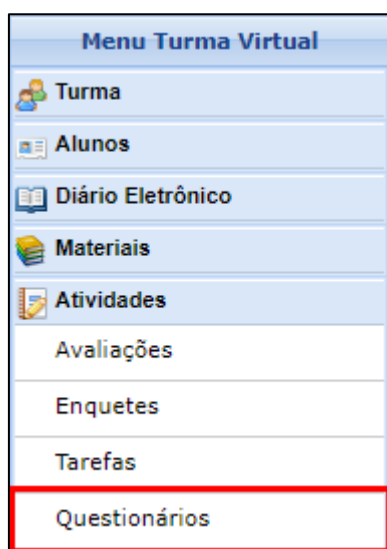 Menu Turma Virtual
Turma
Alunos
Diário Eletrônico
Materiais
Atividades
Avaliações
Enquetes
Tarefas
Questionários